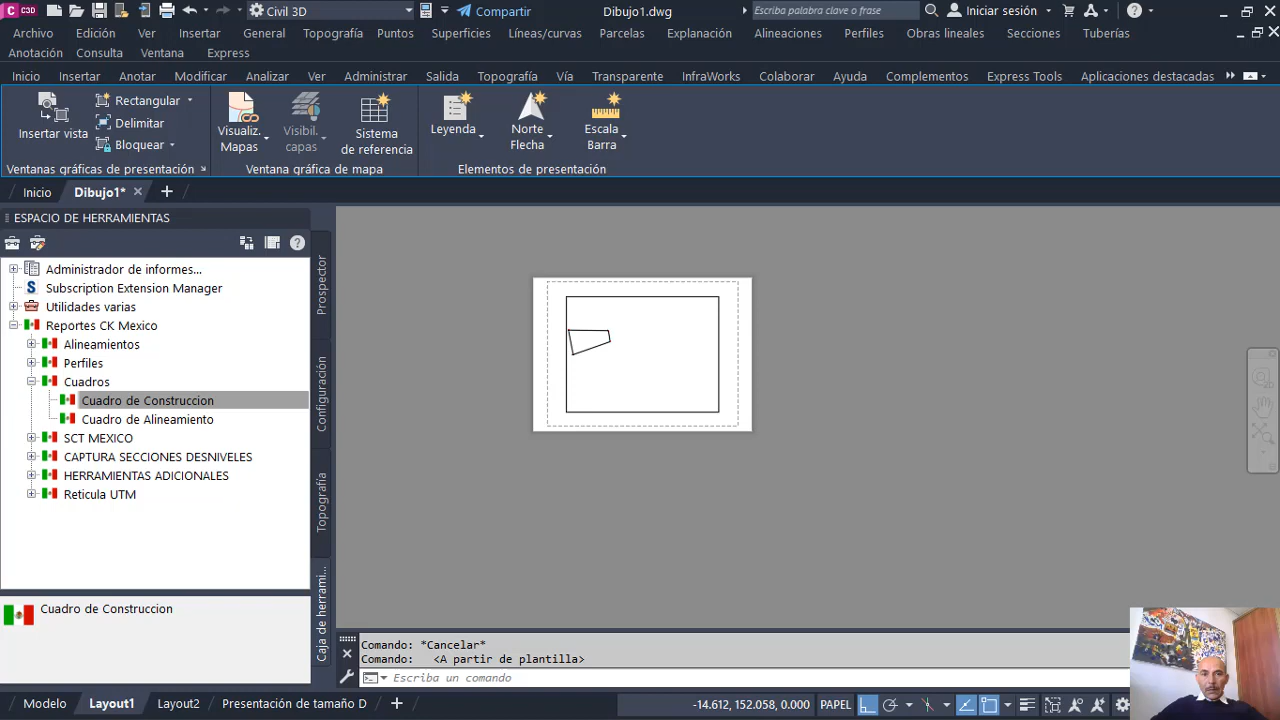 C3D
Civil 3D
Compartir
Dibujo1.dwg
Escriba palabra clave o frase
Iniciar sesión
Archivo Edición Ver Insertar General Topografía Puntos Superficies Líneas/curvas Parcelas Explanación Alineaciones Perfiles Obras lineales Secciones Tuberías
Anotación Consulta Ventana Express
Inicio Insertar Anotar Modificar Analizar Ver Administrar Salida Topografía Vía Transparente InfraWorks Colaborar Ayuda Complementos Express Tools Aplicaciones destacadas
Insertar vista
Rectangular
Delimitar
Bloquear
Visualiz.
Mapas
Visibil.
capas
Sistema
de referencia
Leyenda
Norte
Flecha
Escala
Barra
Ventanas gráficas de presentación
Ventana gráfica de mapa
Elementos de presentación
Inicio
Dibujo1*
ESPACIO DE HERRAMIENTAS
Administrador de informes...
Subscription Extension Manager
Utilidades varias
Reportes CK Mexico
Alineamientos
Perfiles
Cuadros
Cuadro de Construccion
Cuadro de Alineamiento
SCT MEXICO
CAPTURA SECCIONES DESNIVELES
HERRAMIENTAS ADICIONALES
Reticula UTM
Prospector
Configuración
Topografía
Caja de herrami...
Cuadro de Construccion
Comando: *Cancelar*
Comando: <A partir de plantilla>
Escriba un comando
Modelo
Layout1
Layout2
Presentación de tamaño D
-14.612, 152.058, 0.000
PAPEL